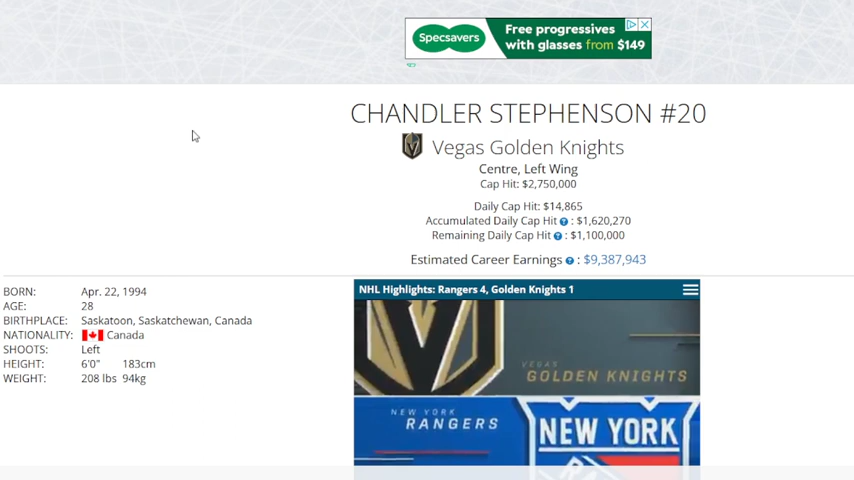 Specsavers
Free progressives
with glasses from $149
CHANDLER STEPHENSON #20
Vegas Golden Knights
Centre, Left Wing
Cap Hit: $2,750,000
Daily Cap Hit: $14,865
Accumulated Daily Cap Hit ? : $1,620,270
Remaining Daily Cap Hit ? : $1,100,000
Estimated Career Earnings ? : $9,387,943
BORN: Apr. 22, 1994
AGE: 28
BIRTHPLACE: Saskatoon, Saskatchewan, Canada
NATIONALITY: Canada
SHOOTS: Left
HEIGHT: 6'0" 183cm
WEIGHT: 208 lbs 94kg
NHL Highlights: Rangers 4, Golden Knights 1
VEGAS
GOLDEN KNIGHTS
NEW YORK
RANGERS
NEW YORK
RA